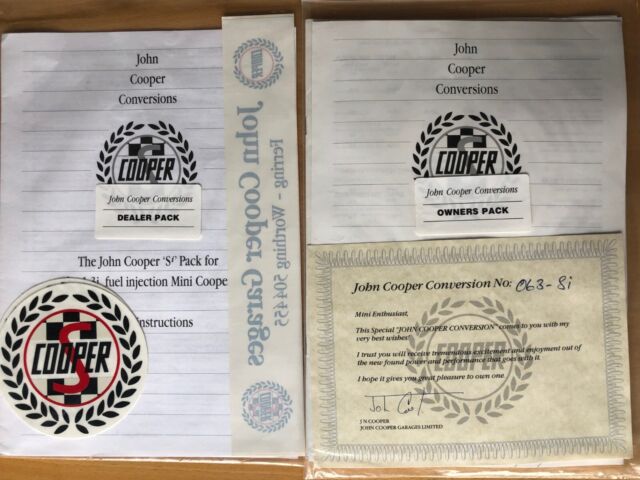 John
Cooper
Conversions
COOPER
John Cooper Conversions
DEALER PACK
The John Cooper 'S' Pack for
fuel injection Mini Coope
nstructions
S
COOPER
COOPER
John Cooper Garages
Ferring - Worthing 504455
COOPER
John
Cooper
Conversions
COOPER
John Cooper Conversions
OWNERS PACK
John Cooper Conversion No: 063-Si
Mini Enthusiast,
This Special "JOHN COOPER CONVERSION" comes to you with my
very best wishes.
I trust you will receive tremendous excitement and enjoyment out of
the new found power and performance that goes with it.
COOPER
I hope it gives you great pleasure to own one.
J N COOPER
JOHN COOPER GARAGES LIMITED